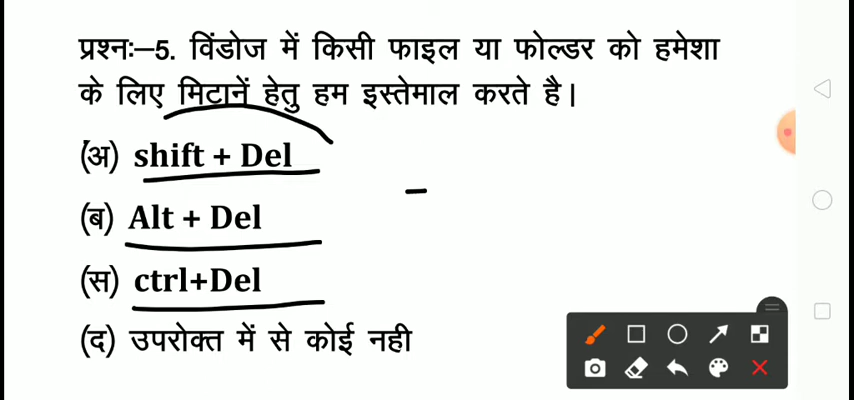 प्रश्नः–5. विंडोज में किसी फाइल या फोल्डर को हमेशा
के लिए मिटानें हेतु हम इस्तेमाल करते है।
(अ) shift + Del
(ब) Alt + Del
(स) ctrl+Del
(द) उपरोक्त में से कोई नही